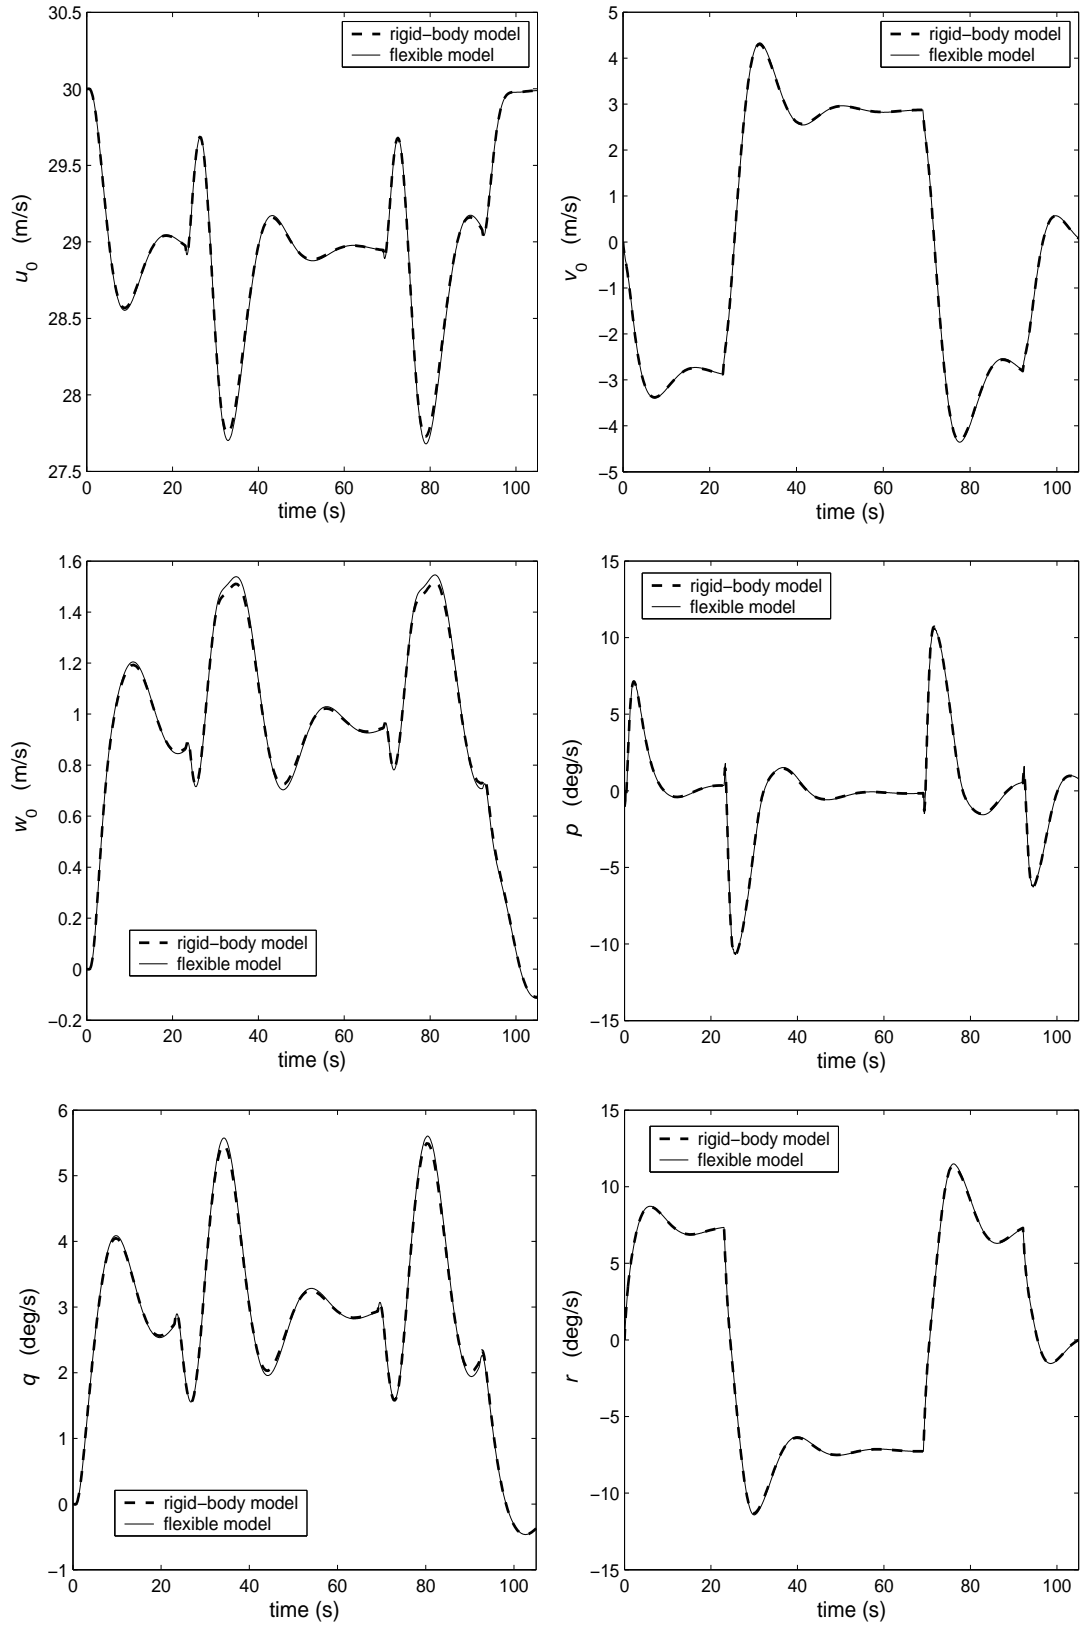 30.5
30
29.5
29
28.5
28
27.5
0 20 40 60 80 100
time (s)
u0 (m/s)
rigid−body model
flexible model
5
4
3
2
1
0
−1
−2
−3
−4
−5
0 20 40 60 80 100
time (s)
v0 (m/s)
rigid−body model
flexible model
1.6
1.4
1.2
1
0.8
0.6
0.4
0.2
0
−0.2
0 20 40 60 80 100
time (s)
w0 (m/s)
rigid−body model
flexible model
15
10
5
0
−5
−10
−15
0 20 40 60 80 100
time (s)
p (deg/s)
rigid−body model
flexible model
6
5
4
3
2
1
0
−1
0 20 40 60 80 100
time (s)
q (deg/s)
rigid−body model
flexible model
15
10
5
0
−5
−10
−15
0 20 40 60 80 100
time (s)
r (deg/s)
rigid−body model
flexible model